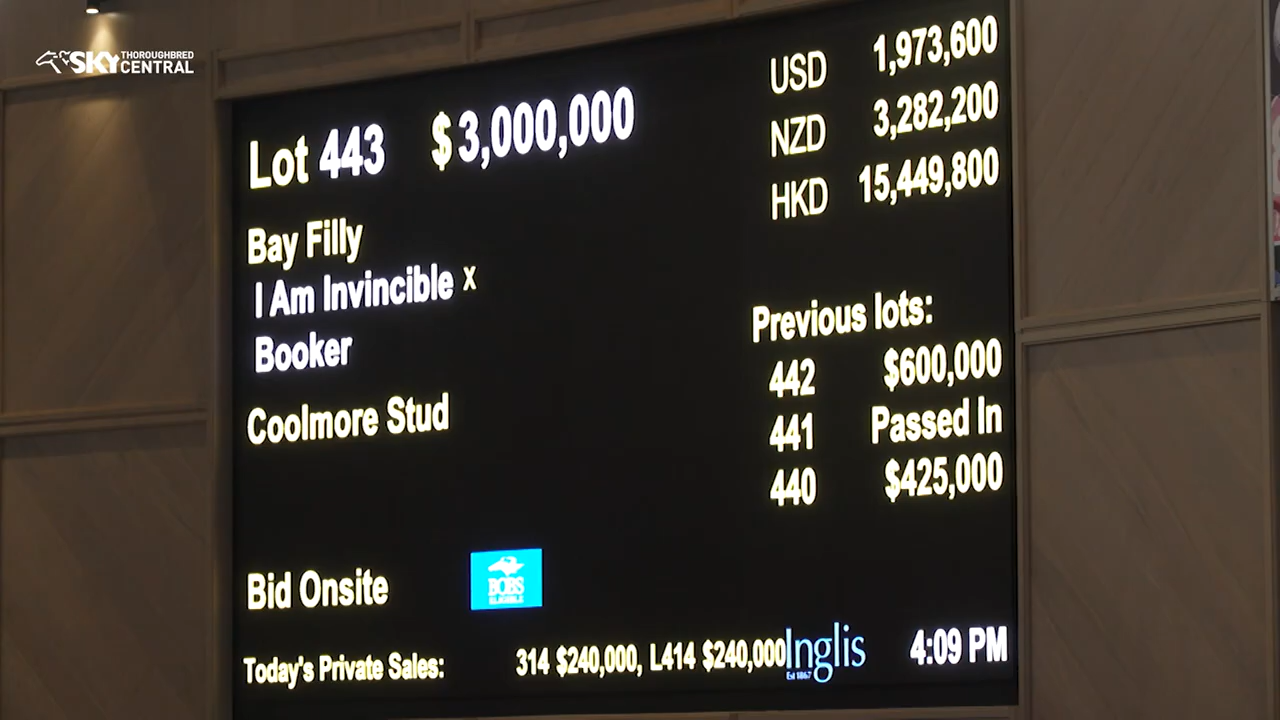 SKY THOROUGHBRED CENTRAL
Lot 443 $3,000,000
USD 1,973,600
NZD 3,282,200
HKD 15,449,800
Bay Filly
I Am Invincible x
Booker
Coolmore Stud
Previous lots:
442 $600,000
441 Passed In
440 $425,000
Bid Onsite
BOBS
Today's Private Sales: 314 $240,000, L414 $240,000
Inglis
Est 1867
4:09 PM